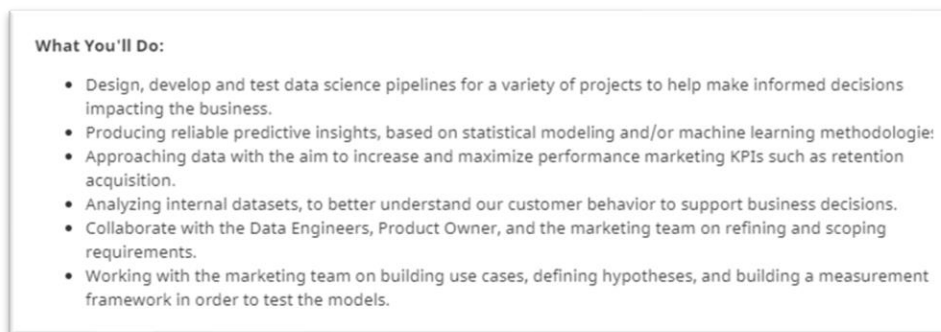 What You'll Do:
• Design, develop and test data science pipelines for a variety of projects to help make informed decisions
impacting the business.
• Producing reliable predictive insights, based on statistical modeling and/or machine learning methodologie
• Approaching data with the aim to increase and maximize performance marketing KPIs such as retention
acquisition.
• Analyzing internal datasets, to better understand our customer behavior to support business decisions.
• Collaborate with the Data Engineers, Product Owner, and the marketing team on refining and scoping
requirements.
• Working with the marketing team on building use cases, defining hypotheses, and building a measurement
framework in order to test the models.